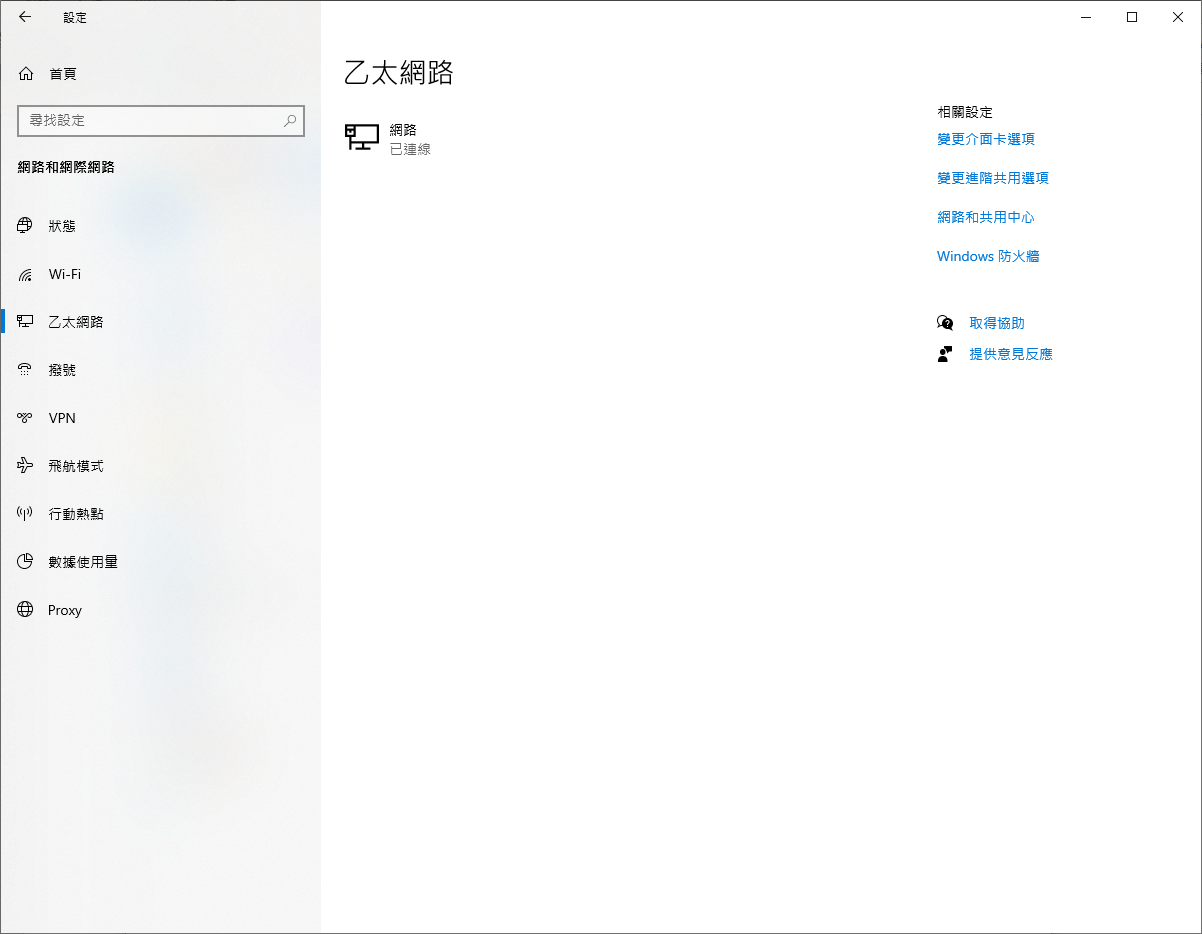 設定
首頁
尋找設定
網路和網際網路
狀態
Wi-Fi
乙太網路
撥號
VPN
飛航模式
行動熱點
數據使用量
Proxy
乙太網路
網路
已連線
相關設定
變更介面卡選項
變更進階共用選項
網路和共用中心
Windows 防火牆
取得協助
提供意見反應